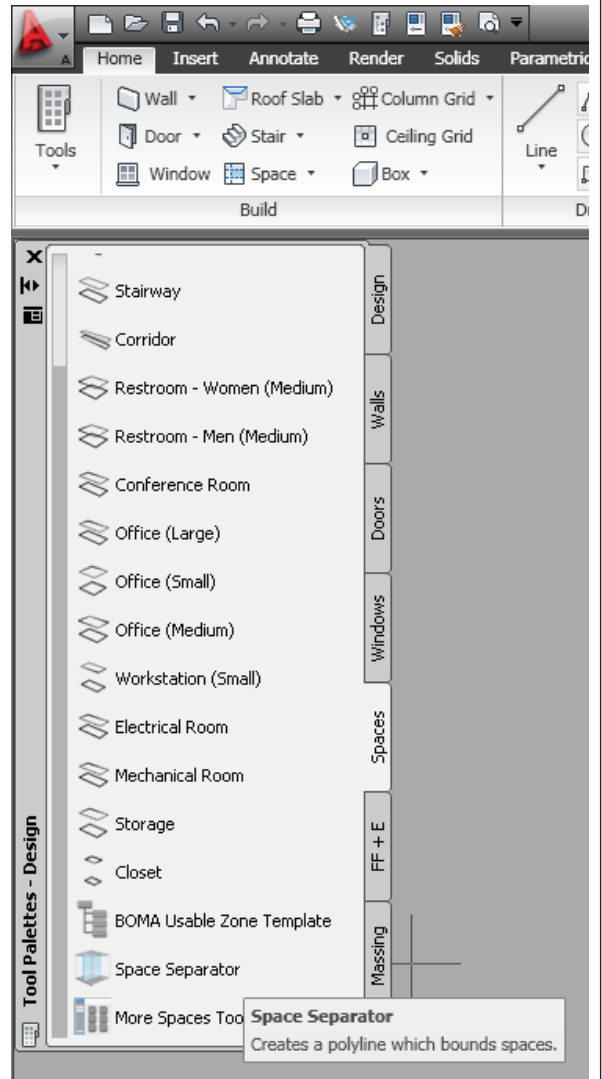 A
Home Insert Annotate Render Solids Parametric
Tools
Wall Roof Slab Column Grid
Door Stair Ceiling Grid
Window Space Box
Line
Build
Tool Palettes - Design
Stairway
Corridor
Restroom - Women (Medium)
Restroom - Men (Medium)
Conference Room
Office (Large)
Office (Small)
Office (Medium)
Workstation (Small)
Electrical Room
Mechanical Room
Storage
Closet
BOMA Usable Zone Template
Space Separator
More Spaces Too
Design
Walls
Doors
Windows
Spaces
FF + E
Massing
Space Separator
Creates a polyline which bounds spaces.